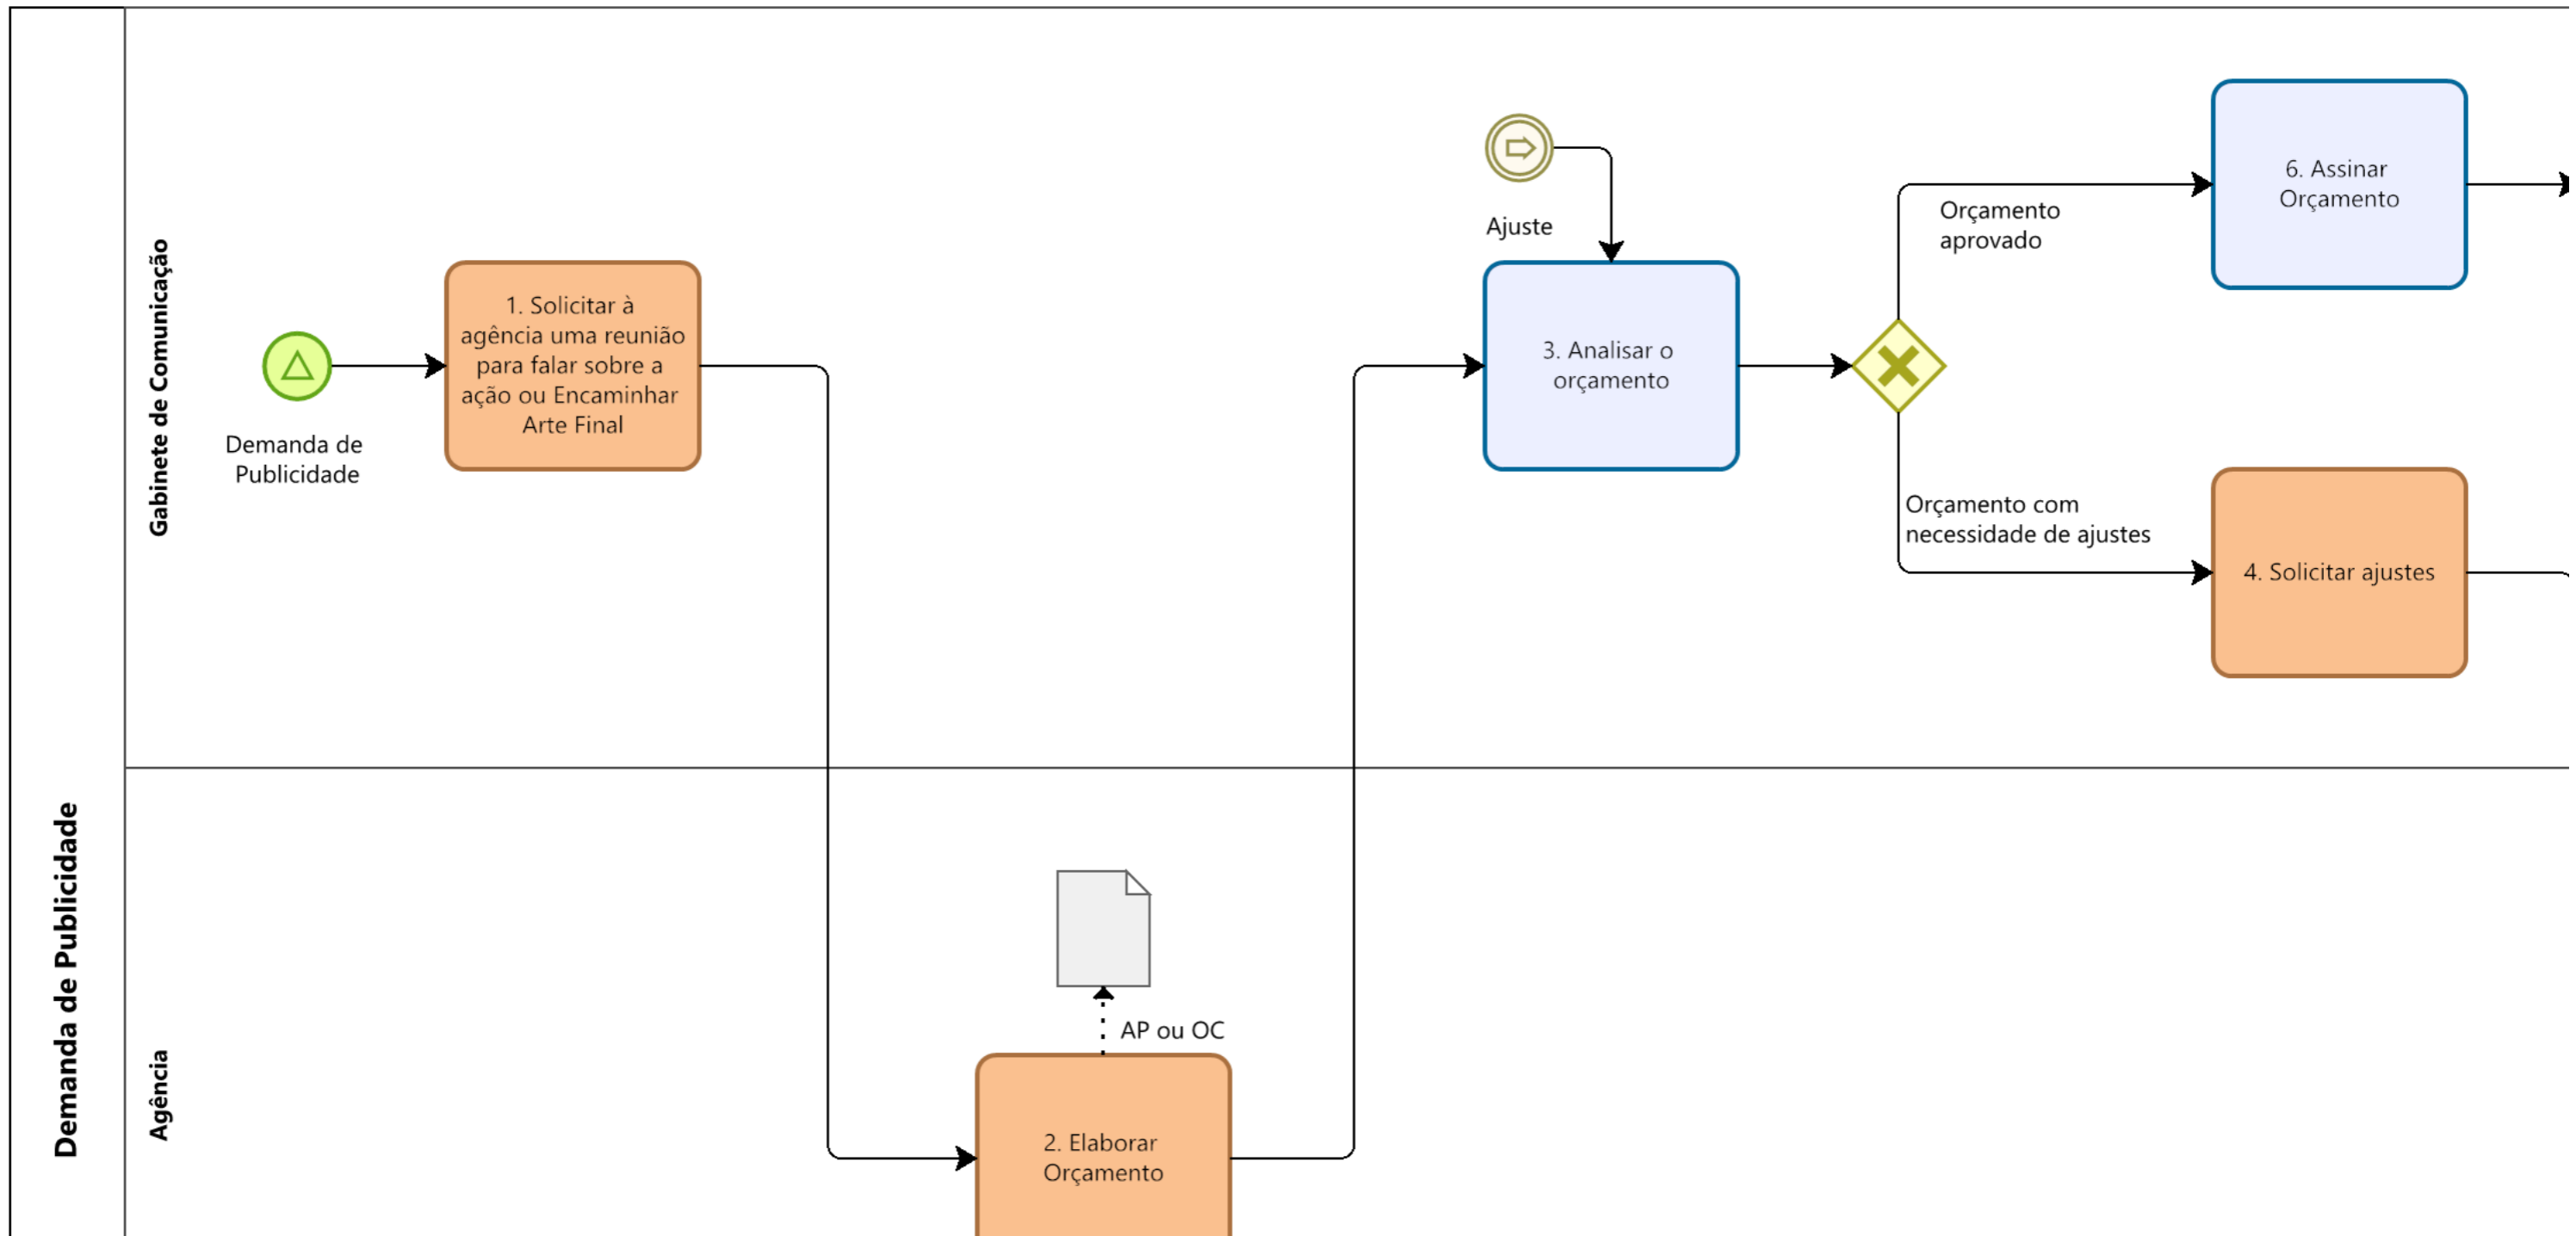 Demanda de Publicidade
Gabinete de Comunicação
Demanda de
Publicidade
1. Solicitar à
agência uma reunião
para falar sobre a
ação ou Encaminhar
Arte Final
Ajuste
3. Analisar o
orçamento
Orçamento
aprovado
6. Assinar
Orçamento
Orçamento com
necessidade de ajustes
4. Solicitar ajustes
Agência
AP ou OC
2. Elaborar
Orçamento